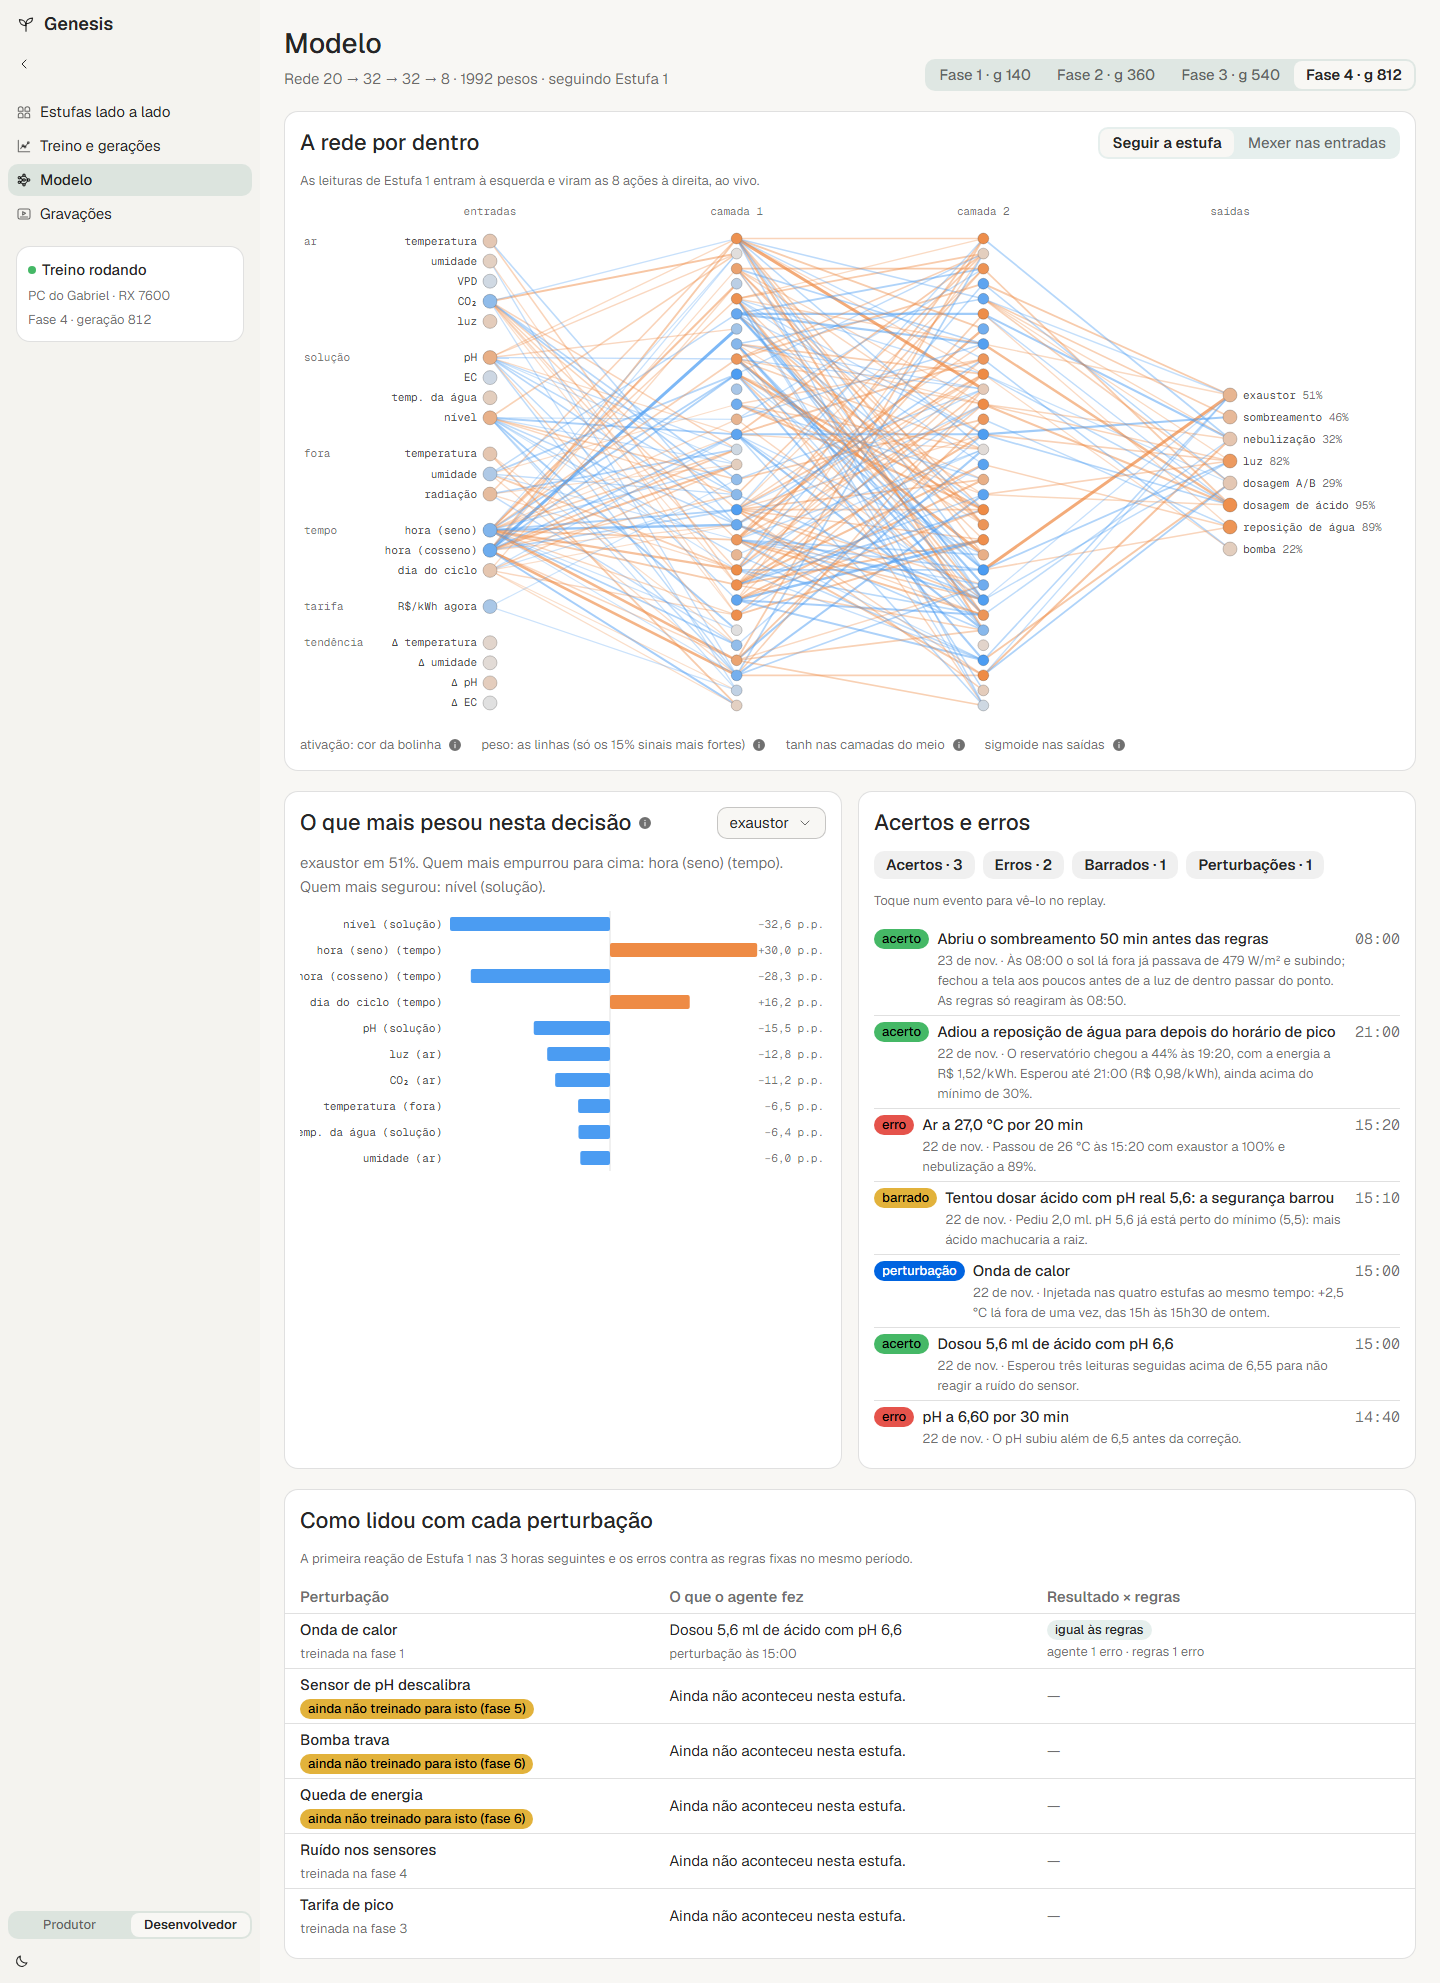 Genesis
Estufas lado a lado
Treino e gerações
Modelo
Gravações
Treino rodando
PC do Gabriel · RX 7600
Fase 4 · geração 812
Produtor
Desenvolvedor
Modelo
Rede 20 → 32 → 32 → 8 · 1992 pesos · seguindo Estufa 1
Fase 1 · g 140
Fase 2 · g 360
Fase 3 · g 540
Fase 4 · g 812
A rede por dentro
Seguir a estufa
Mexer nas entradas
As leituras de Estufa 1 entram à esquerda e viram as 8 ações à direita, ao vivo.
entradas
camada 1
camada 2
saídas
ar
temperatura
umidade
VPD
CO₂
luz
solução
pH
EC
temp. da água
nível
fora
temperatura
umidade
radiação
tempo
hora (seno)
hora (cosseno)
dia do ciclo
tarifa
R$/kWh agora
tendência
Δ temperatura
Δ umidade
Δ pH
Δ EC
exaustor 51%
sombreamento 46%
nebulização 32%
luz 82%
dosagem A/B 29%
dosagem de ácido 95%
reposição de água 89%
bomba 22%
ativação: cor da bolinha
peso: as linhas (só os 15% sinais mais fortes)
tanh nas camadas do meio
sigmoide nas saídas
O que mais pesou nesta decisão
exaustor
exaustor em 51%. Quem mais empurrou para cima: hora (seno) (tempo).
Quem mais segurou: nível (solução).
nível (solução) −32,6 p.p.
hora (seno) (tempo) +30,0 p.p.
hora (cosseno) (tempo) −28,3 p.p.
dia do ciclo (tempo) +16,2 p.p.
pH (solução) −15,5 p.p.
luz (ar) −12,8 p.p.
CO₂ (ar) −11,2 p.p.
temperatura (fora) −6,5 p.p.
emp. da água (solução) −6,4 p.p.
umidade (ar) −6,0 p.p.
Acertos e erros
Acertos · 3
Erros · 2
Barrados · 1
Perturbações · 1
Toque num evento para vê-lo no replay.
acerto Abriu o sombreamento 50 min antes das regras 08:00
23 de nov. · Às 08:00 o sol lá fora já passava de 479 W/m² e subindo;
fechou a tela aos poucos antes de a luz de dentro passar do ponto.
As regras só reagiram às 08:50.
acerto Adiou a reposição de água para depois do horário de pico 21:00
22 de nov. · O reservatório chegou a 44% às 19:20, com a energia a
R$ 1,52/kWh. Esperou até 21:00 (R$ 0,98/kWh), ainda acima do
mínimo de 30%.
erro Ar a 27,0 °C por 20 min 15:20
22 de nov. · Passou de 26 °C às 15:20 com exaustor a 100% e
nebulização a 89%.
barrado Tentou dosar ácido com pH real 5,6: a segurança barrou 15:10
22 de nov. · Pediu 2,0 ml. pH 5,6 já está perto do mínimo (5,5): mais
ácido machucaria a raiz.
perturbação Onda de calor 15:00
22 de nov. · Injetada nas quatro estufas ao mesmo tempo: +2,5
°C lá fora de uma vez, das 15h às 15h30 de ontem.
acerto Dosou 5,6 ml de ácido com pH 6,6 15:00
22 de nov. · Esperou três leituras seguidas acima de 6,55 para não
reagir a ruído do sensor.
erro pH a 6,60 por 30 min 14:40
22 de nov. · O pH subiu além de 6,5 antes da correção.
Como lidou com cada perturbação
A primeira reação de Estufa 1 nas 3 horas seguintes e os erros contra as regras fixas no mesmo período.
Perturbação
O que o agente fez
Resultado × regras
Onda de calor
treinada na fase 1
Dosou 5,6 ml de ácido com pH 6,6
perturbação às 15:00
igual às regras
agente 1 erro · regras 1 erro
Sensor de pH descalibra
ainda não treinado para isto (fase 5)
Ainda não aconteceu nesta estufa.
—
Bomba trava
ainda não treinado para isto (fase 6)
Ainda não aconteceu nesta estufa.
—
Queda de energia
ainda não treinado para isto (fase 6)
Ainda não aconteceu nesta estufa.
—
Ruído nos sensores
treinada na fase 4
Ainda não aconteceu nesta estufa.
—
Tarifa de pico
treinada na fase 3
Ainda não aconteceu nesta estufa.
—